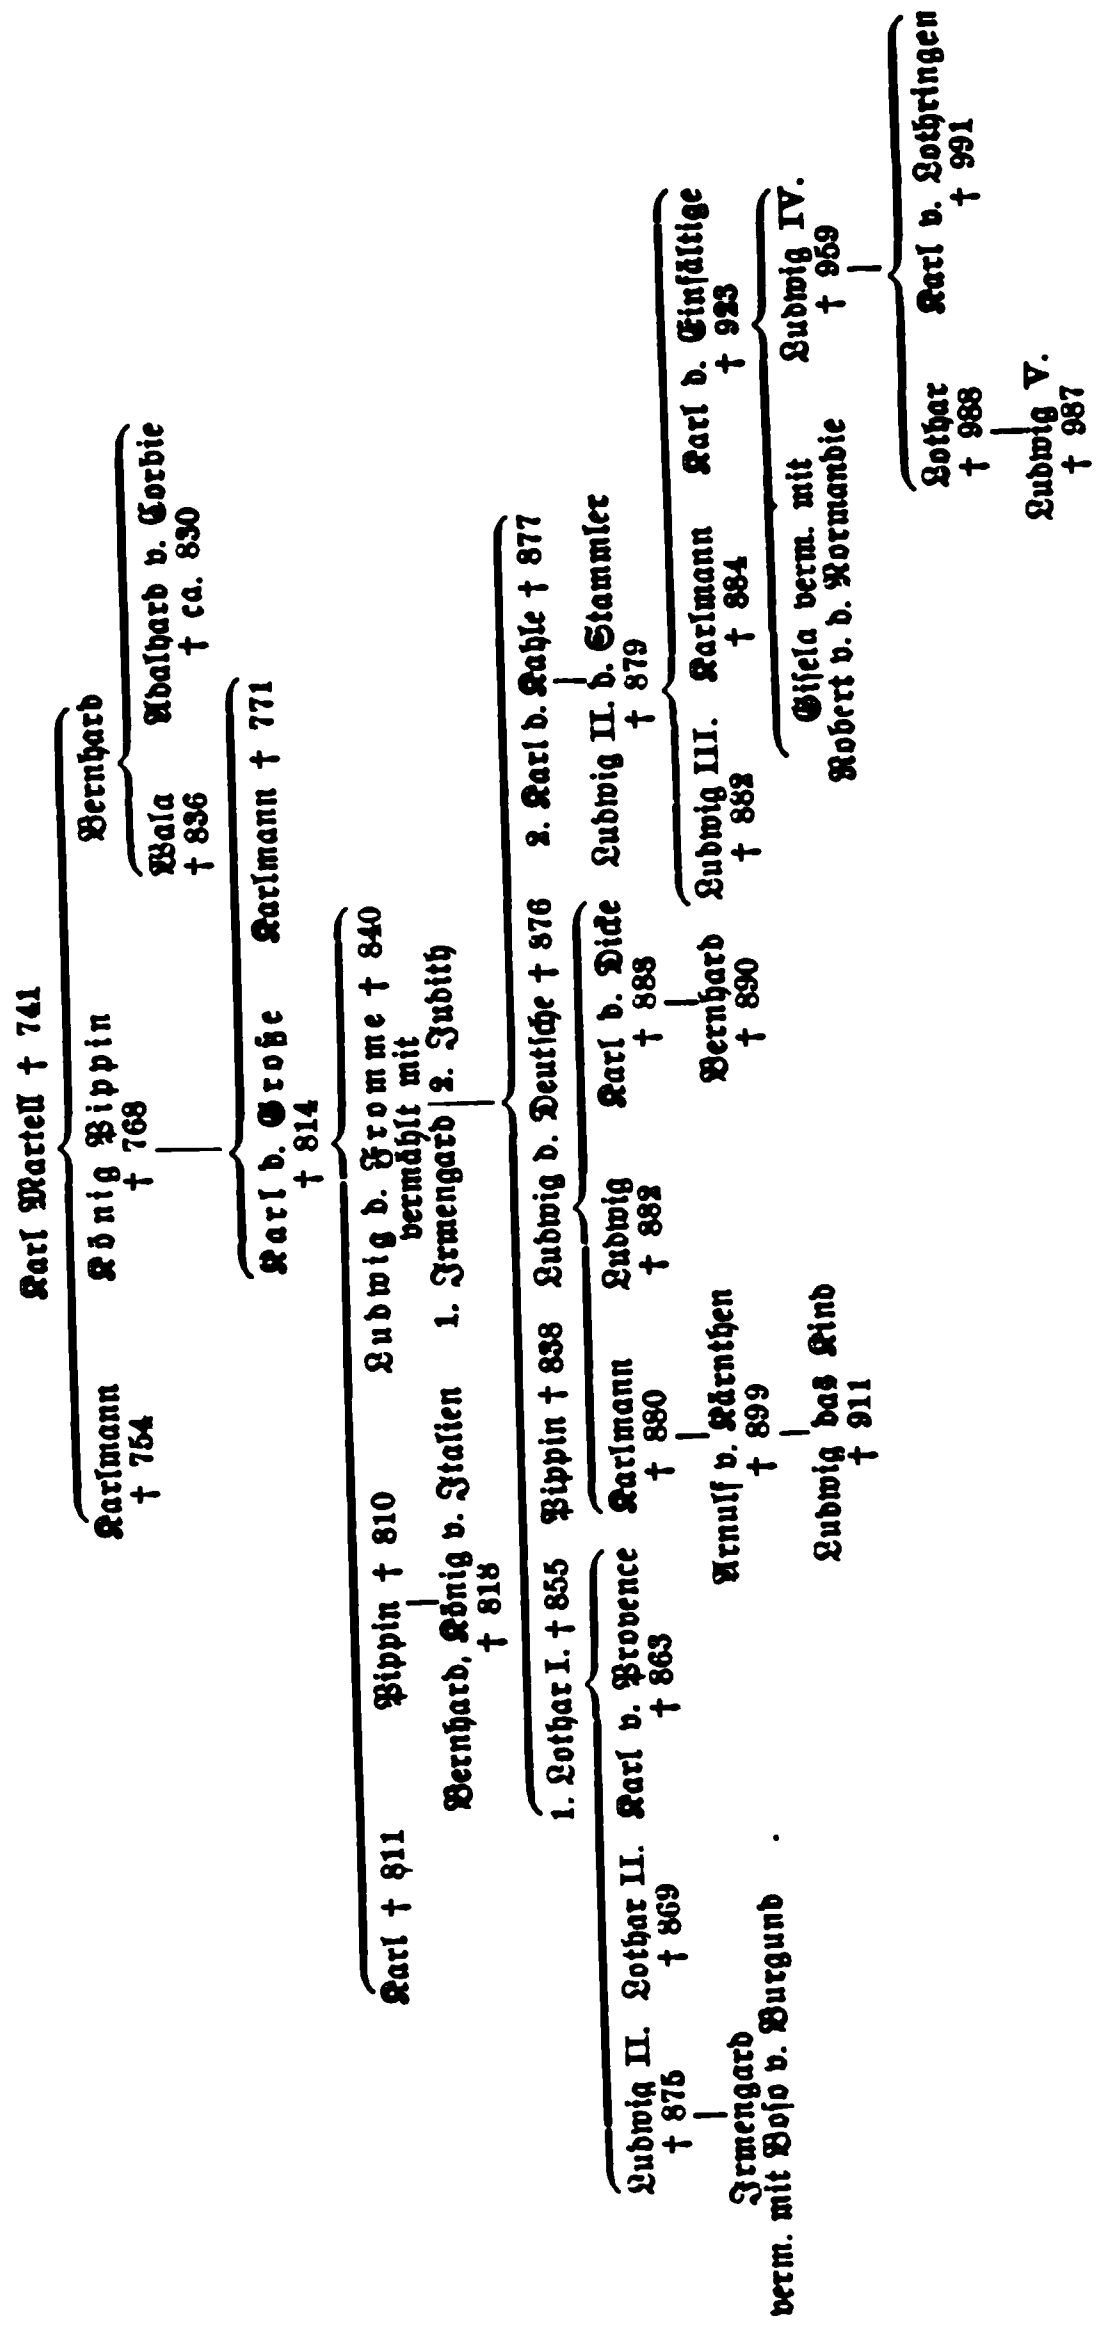 Karl Martell † 741
Karlmann
† 754
König Pippin
† 768
Bernhard
Wala
† 836
Adalhard v. Corbie
† ca. 830
Karl d. Große
† 814
Karlmann † 771
Karl † 811
Pippin † 810
Bernhard, König v. Italien
† 818
Ludwig d. Fromme † 840
vermählt mit
1. Irmengard 2. Judith
1. Lothar I. † 855
Pippin † 838
Ludwig d. Deutsche † 876
2. Karl d. Kahle † 877
Ludwig II.
† 875
Lothar II.
† 869
Karl v. Provence
† 863
Irmengard
verm. mit Boso v. Burgund
Karlmann
† 880
Ludwig
† 882
Karl d. Dicke
† 888
Arnulf v. Kärnthen
† 899
Ludwig das Kind
† 911
Bernhard
† 890
Ludwig II. d. Stammler
† 879
Ludwig III.
† 882
Karlmann
† 884
Karl d. Einfältige
† 923
Gisela verm. mit
Robert v. d. Normandie
Ludwig IV.
† 959
Lothar
† 988
Karl v. Lothringen
† 991
Ludwig V.
† 987